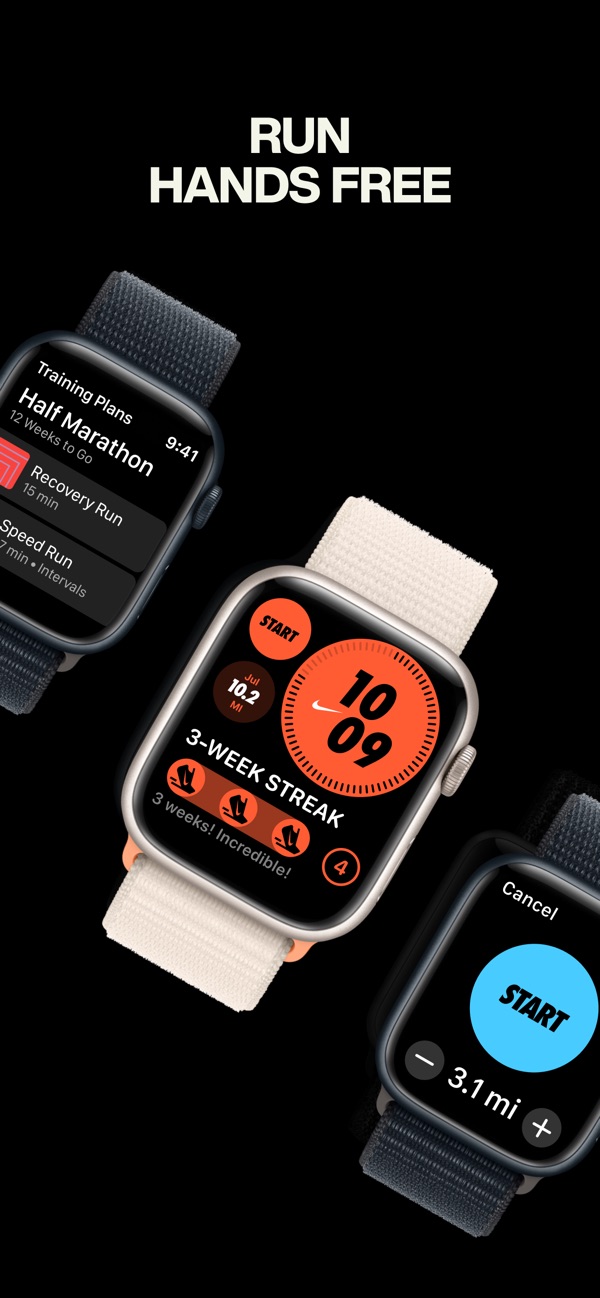 RUN
HANDS FREE
Training Plans
9:41
Half Marathon
12 Weeks to Go
Recovery Run
15 min
Speed Run
7 min • Intervals
START
Jul
10.2
MI
10
09
3-WEEK STREAK
3 weeks! Incredible!
4
Cancel
START
3.1 mi